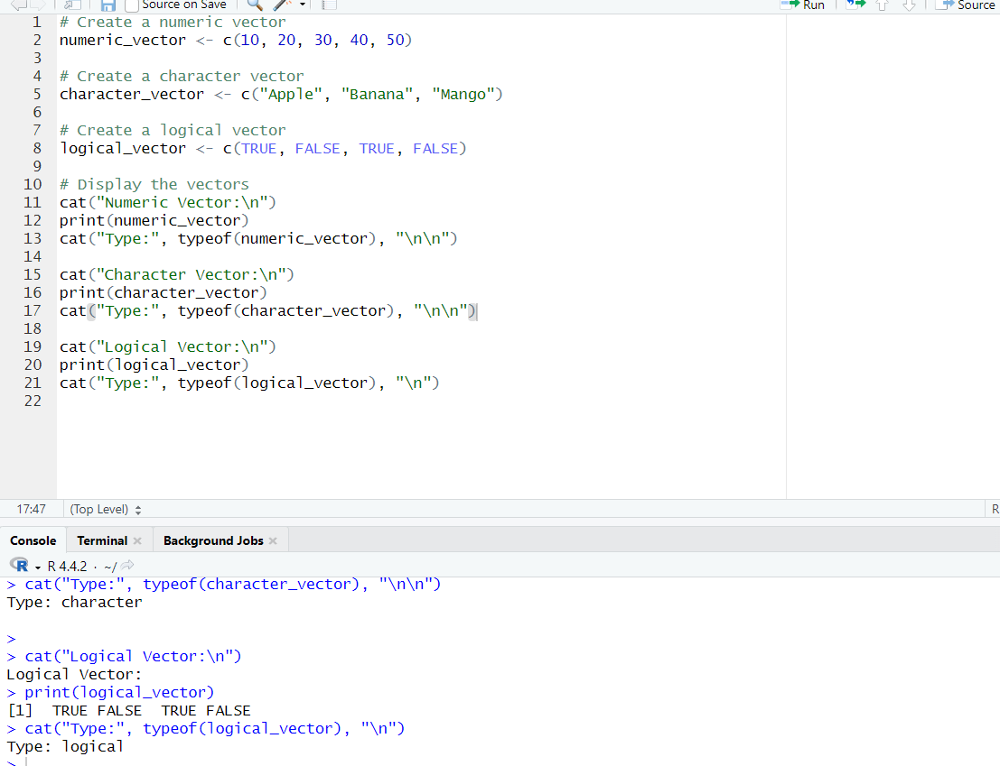 Source on Save Run Source
1 # Create a numeric vector
2 numeric_vector <- c(10, 20, 30, 40, 50)
3
4 # Create a character vector
5 character_vector <- c("Apple", "Banana", "Mango")
6
7 # Create a logical vector
8 logical_vector <- c(TRUE, FALSE, TRUE, FALSE)
9
10 # Display the vectors
11 cat("Numeric Vector:\n")
12 print(numeric_vector)
13 cat("Type:", typeof(numeric_vector), "\n\n")
14
15 cat("Character Vector:\n")
16 print(character_vector)
17 cat("Type:", typeof(character_vector), "\n\n")
18
19 cat("Logical Vector:\n")
20 print(logical_vector)
21 cat("Type:", typeof(logical_vector), "\n")
22
17:47 (Top Level) R
Console Terminal Background Jobs
R R 4.4.2 · ~/
> cat("Type:", typeof(character_vector), "\n\n")
Type: character
>
> cat("Logical Vector:\n")
Logical Vector:
> print(logical_vector)
[1]  TRUE FALSE  TRUE FALSE
> cat("Type:", typeof(logical_vector), "\n")
Type: logical
>